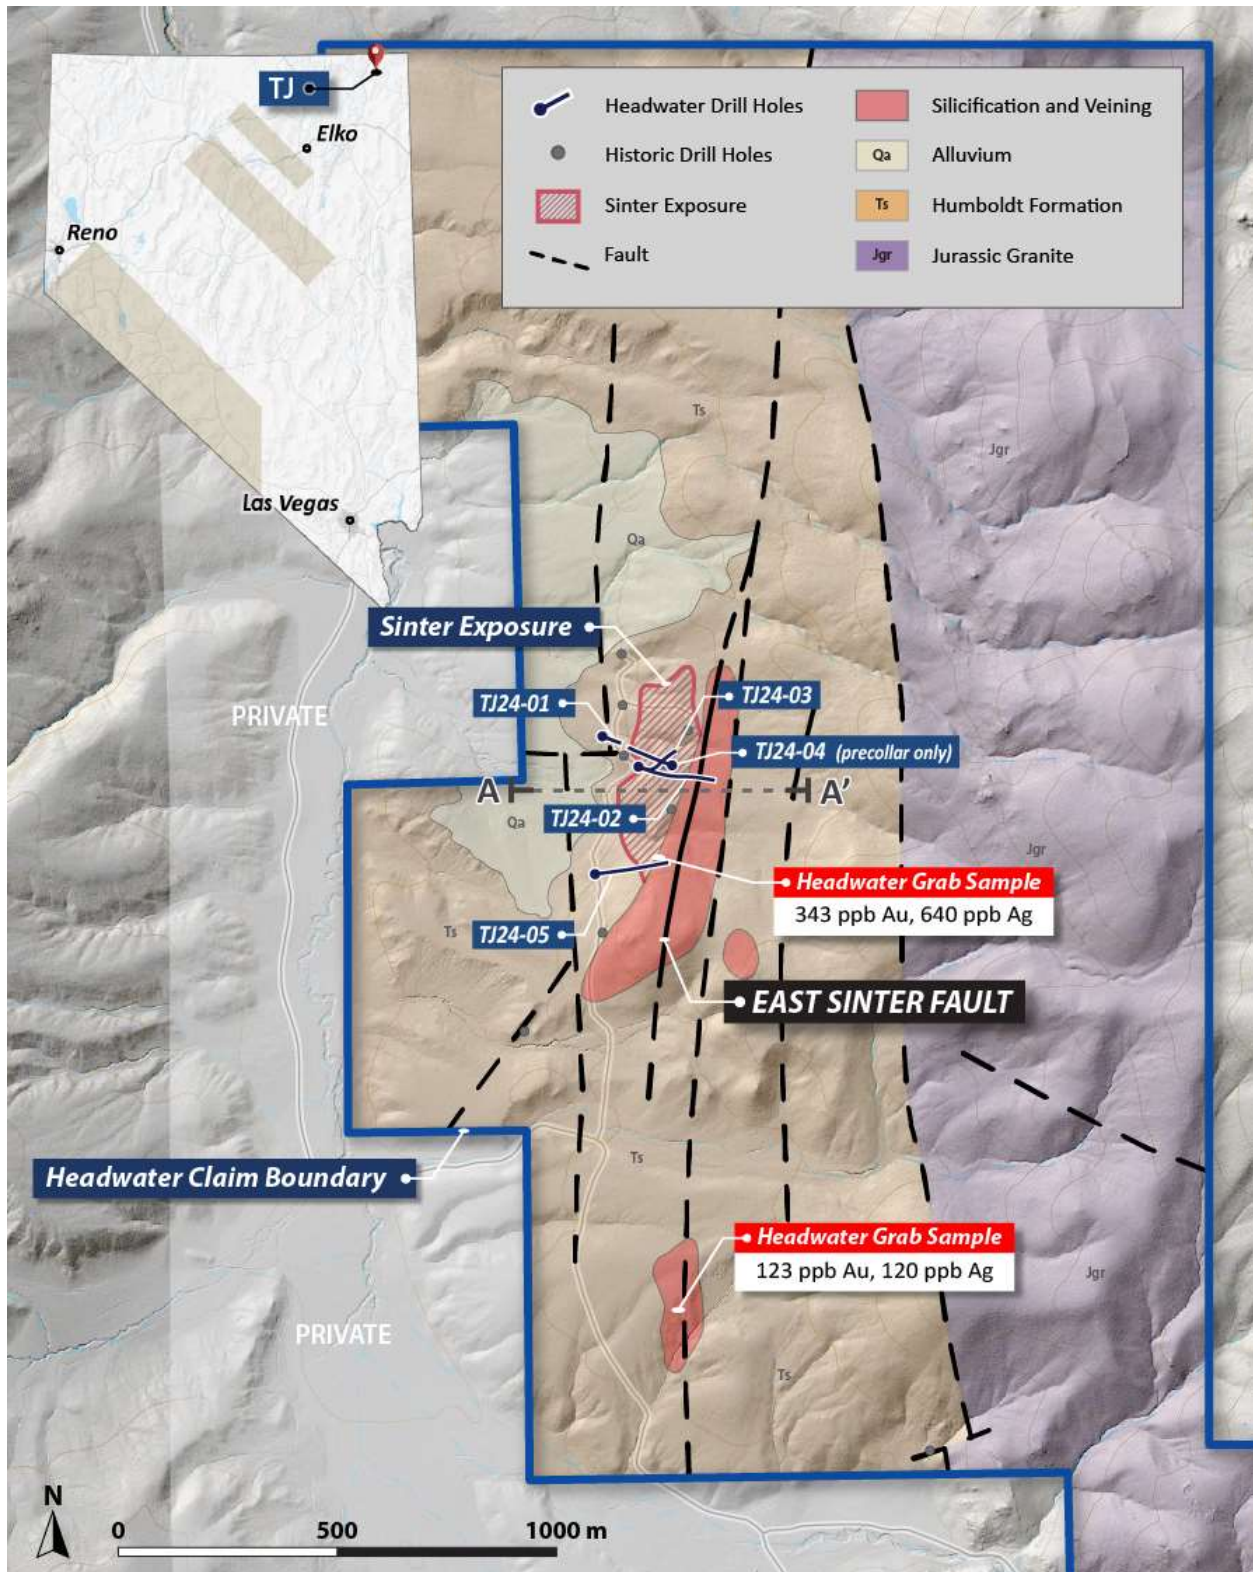 TJ
Elko
Reno
Las Vegas
Headwater Drill Holes
Historic Drill Holes
Sinter Exposure
Fault
Silicification and Veining
Qa
Alluvium
Ts
Humboldt Formation
Jgr
Jurassic Granite
Ts
Jgr
Qa
Sinter Exposure
TJ24-01
TJ24-03
PRIVATE
TJ24-04 (precollar only)
A
A'
Qa
TJ24-02
Jgr
Headwater Grab Sample
343 ppb Au, 640 ppb Ag
Ts
TJ24-05
EAST SINTER FAULT
Ts
Headwater Claim Boundary
Headwater Grab Sample
123 ppb Au, 120 ppb Ag
Jgr
PRIVATE
Ts
N
0
500
1000 m